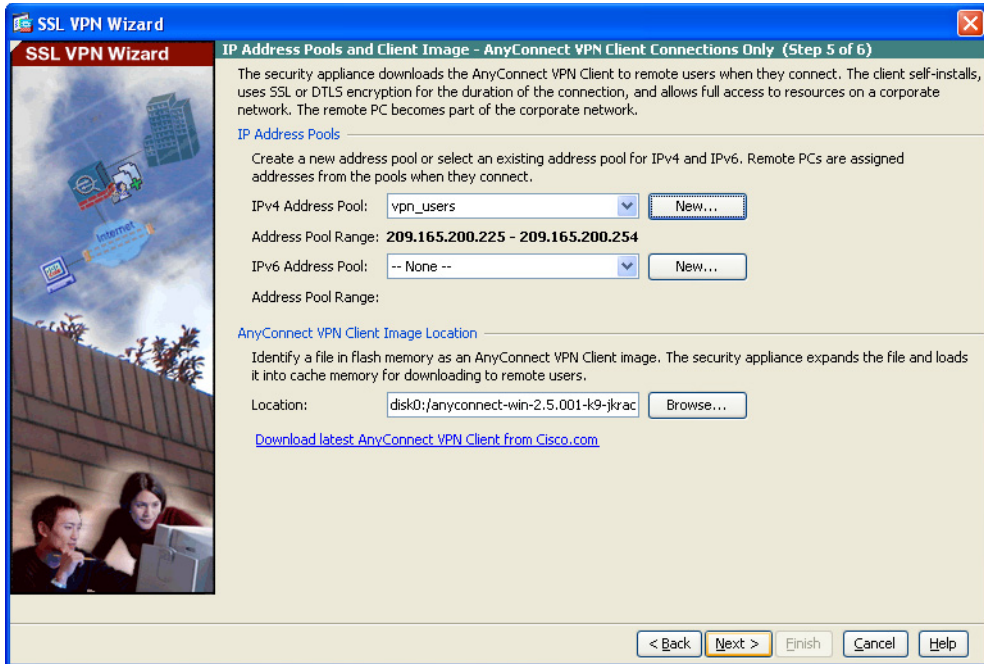 SSL VPN Wizard
SSL VPN Wizard
IP Address Pools and Client Image - AnyConnect VPN Client Connections Only (Step 5 of 6)
The security appliance downloads the AnyConnect VPN Client to remote users when they connect. The client self-installs,
uses SSL or DTLS encryption for the duration of the connection, and allows full access to resources on a corporate
network. The remote PC becomes part of the corporate network.
IP Address Pools
Create a new address pool or select an existing address pool for IPv4 and IPv6. Remote PCs are assigned
addresses from the pools when they connect.
IPv4 Address Pool: vpn_users New...
Address Pool Range: 209.165.200.225 - 209.165.200.254
IPv6 Address Pool: -- None -- New...
Address Pool Range:
AnyConnect VPN Client Image Location
Identify a file in flash memory as an AnyConnect VPN Client image. The security appliance expands the file and loads
it into cache memory for downloading to remote users.
Location: disk0:/anyconnect-win-2.5.001-k9-jkrac Browse...
Download latest AnyConnect VPN Client from Cisco.com
Internet
< Back Next > Finish Cancel Help